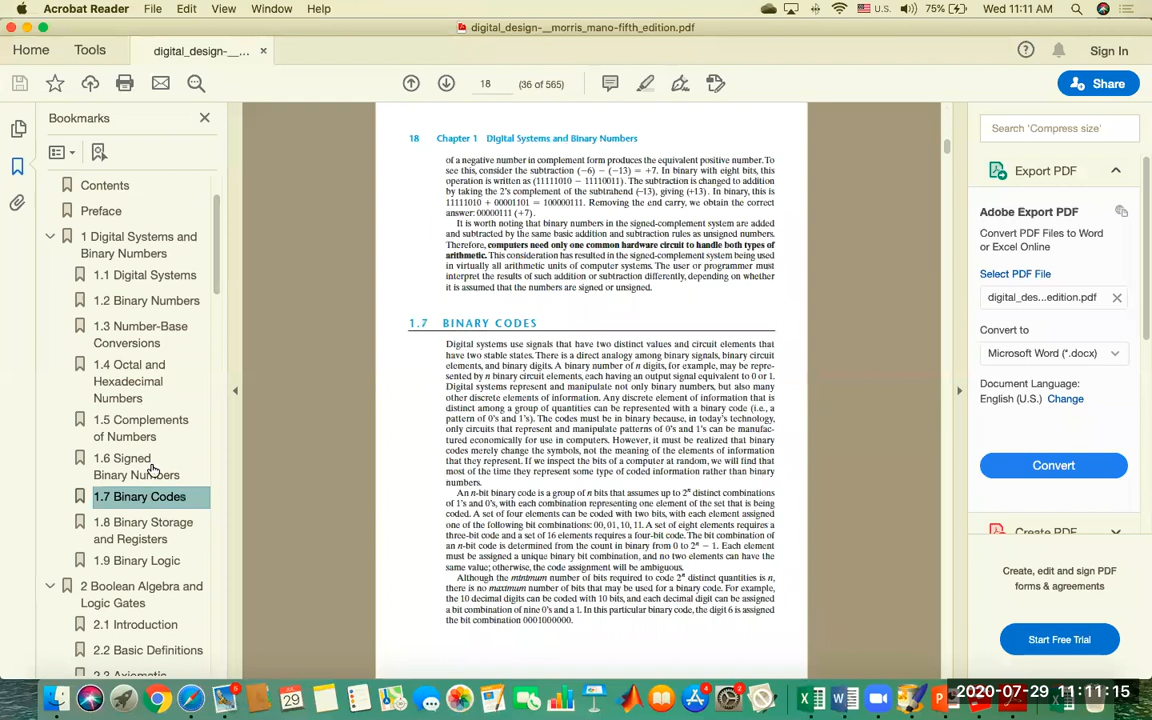 Acrobat Reader File Edit View Window Help U.S. 75% Wed 11:11 AM
digital_design-__morris_mano-fifth_edition.pdf
Home Tools digital_design-__... × Sign In
18 (36 of 565) Share
Bookmarks
Contents
Preface
1 Digital Systems and
Binary Numbers
1.1 Digital Systems
1.2 Binary Numbers
1.3 Number-Base
Conversions
1.4 Octal and
Hexadecimal
Numbers
1.5 Complements
of Numbers
1.6 Signed
Binary Numbers
1.7 Binary Codes
1.8 Binary Storage
and Registers
1.9 Binary Logic
2 Boolean Algebra and
Logic Gates
2.1 Introduction
2.2 Basic Definitions
2.3 Axiomatic
18 Chapter 1 Digital Systems and Binary Numbers
of a negative number in complement form produces the equivalent positive number. To
see this, consider the subtraction (−6) − (−13) = +7. In binary with eight bits, this
operation is written as (11111010 − 11110011). The subtraction is changed to addition
by taking the 2's complement of the subtrahend (−13), giving (+13). In binary, this is
11111010 + 00001101 = 100000111. Removing the end carry, we obtain the correct
answer: 00000111 (+7).
It is worth noting that binary numbers in the signed-complement system are added
and subtracted by the same basic addition and subtraction rules as unsigned numbers.
Therefore, computers need only one common hardware circuit to handle both types of
arithmetic. This consideration has resulted in the signed-complement system being used
in virtually all arithmetic units of computer systems. The user or programmer must
interpret the results of such addition or subtraction differently, depending on whether
it is assumed that the numbers are signed or unsigned.
1.7 BINARY CODES
Digital systems use signals that have two distinct values and circuit elements that
have two stable states. There is a direct analogy among binary signals, binary circuit
elements, and binary digits. A binary number of n digits, for example, may be repre-
sented by n binary circuit elements, each having an output signal equivalent to 0 or 1.
Digital systems represent and manipulate not only binary numbers, but also many
other discrete elements of information. Any discrete element of information that is
distinct among a group of quantities can be represented with a binary code (i.e., a
pattern of 0's and 1's). The codes must be in binary because, in today's technology,
only circuits that represent and manipulate patterns of 0's and 1's can be manufac-
tured economically for use in computers. However, it must be realized that binary
codes merely change the symbols, not the meaning of the elements of information
that they represent. If we inspect the bits of a computer at random, we will find that
most of the time they represent some type of coded information rather than binary
numbers.
An n-bit binary code is a group of n bits that assumes up to 2ⁿ distinct combinations
of 1's and 0's, with each combination representing one element of the set that is being
coded. A set of four elements can be coded with two bits, with each element assigned
one of the following bit combinations: 00, 01, 10, 11. A set of eight elements requires a
three-bit code and a set of 16 elements requires a four-bit code. The bit combination of
an n-bit code is determined from the count in binary from 0 to 2ⁿ − 1. Each element
must be assigned a unique binary bit combination, and no two elements can have the
same value; otherwise, the code assignment will be ambiguous.
Although the minimum number of bits required to code 2ⁿ distinct quantities is n,
there is no maximum number of bits that may be used for a binary code. For example,
the 10 decimal digits can be coded with 10 bits, and each decimal digit can be assigned
a bit combination of nine 0's and a 1. In this particular binary code, the digit 6 is assigned
the bit combination 0001000000.
Search 'Compress size'
Export PDF
Adobe Export PDF
Convert PDF Files to Word
or Excel Online
Select PDF File
digital_des...edition.pdf ×
Convert to
Microsoft Word (*.docx)
Document Language:
English (U.S.) Change
Convert
Create PDF
Create, edit and sign PDF
forms & agreements
Start Free Trial
2020-07-29 11:11:15